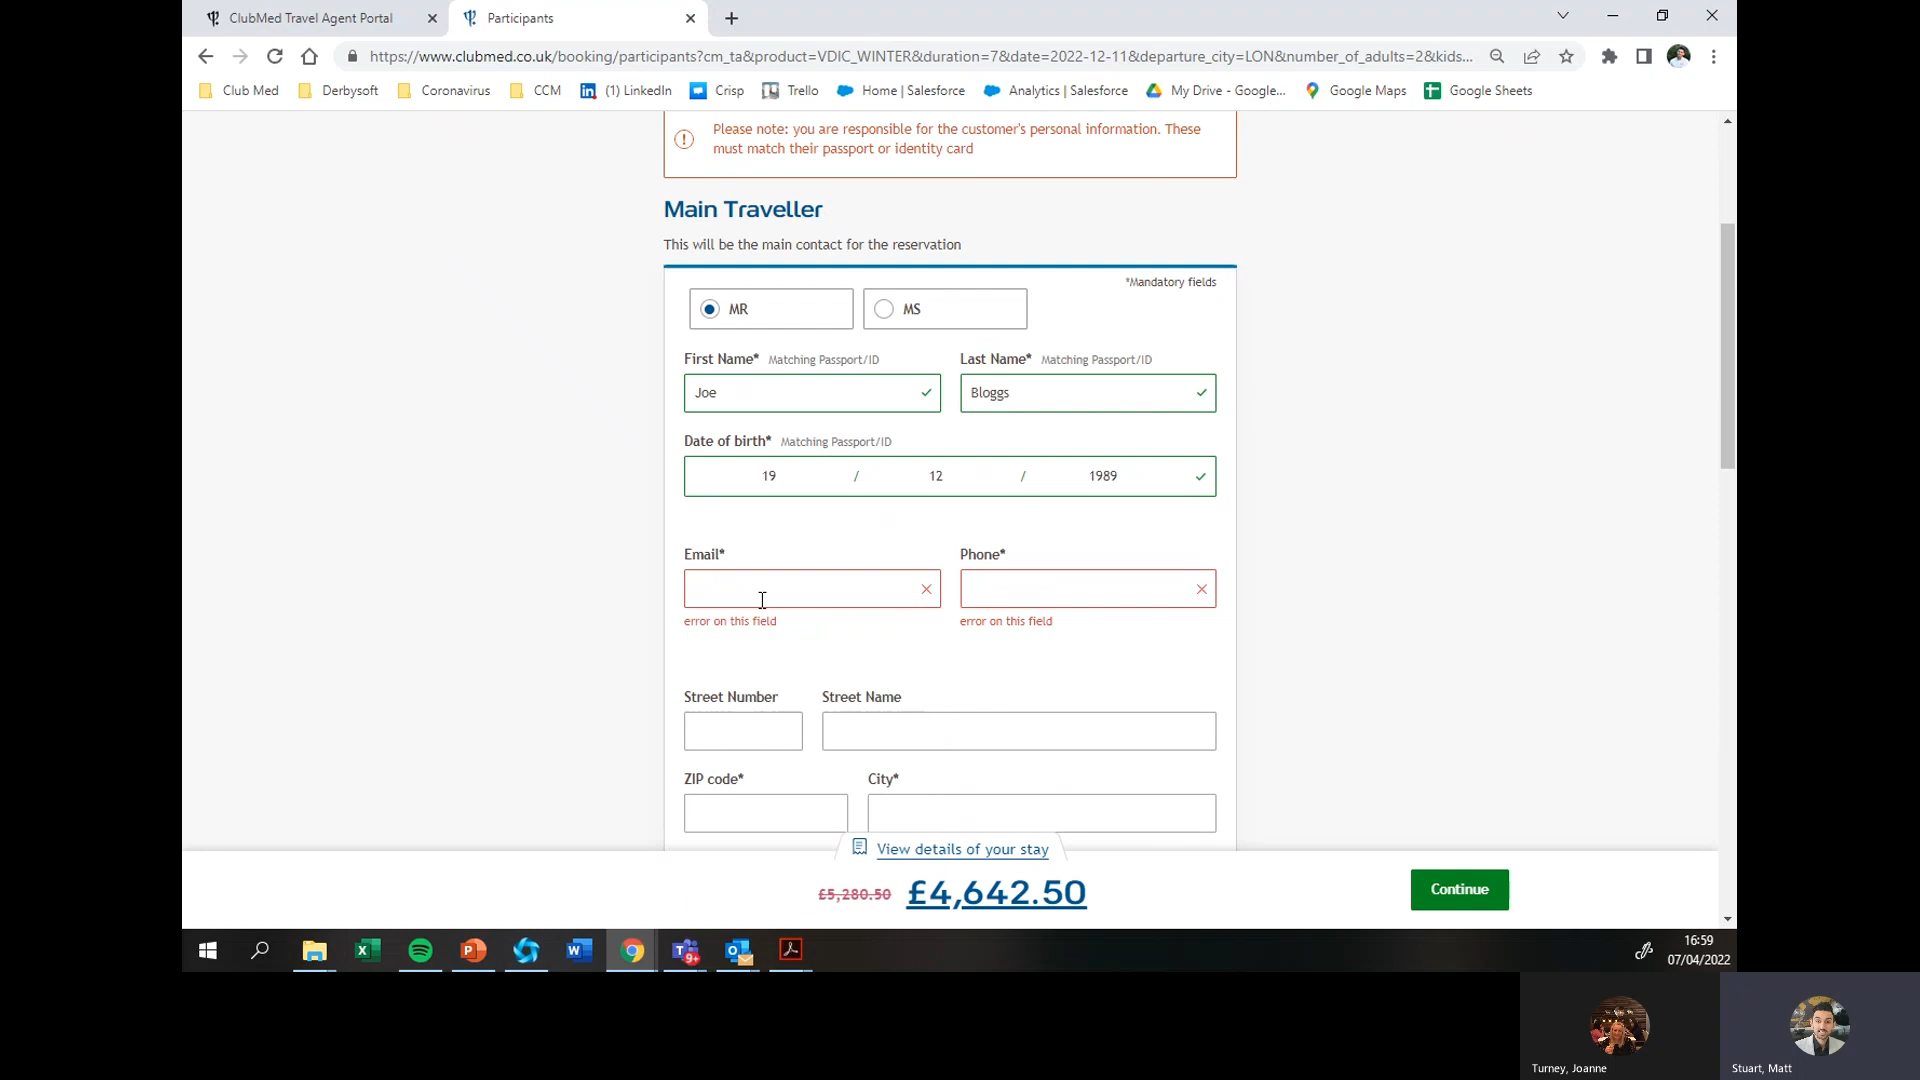 ClubMed Travel Agent Portal
Participants
https://www.clubmed.co.uk/booking/participants?cm_ta&product=VDIC_WINTER&duration=7&date=2022-12-11&departure_city=LON&number_of_adults=2&kids...
Club Med
Derbysoft
Coronavirus
CCM
(1) LinkedIn
Crisp
Trello
Home | Salesforce
Analytics | Salesforce
My Drive - Google...
Google Maps
Google Sheets
Please note: you are responsible for the customer's personal information. These
must match their passport or identity card
Main Traveller
This will be the main contact for the reservation
*Mandatory fields
MR
MS
First Name* Matching Passport/ID
Last Name* Matching Passport/ID
Joe
Bloggs
Date of birth* Matching Passport/ID
19 / 12 / 1989
Email*
Phone*
error on this field
error on this field
Street Number
Street Name
ZIP code*
City*
View details of your stay
£5,280.50 £4,642.50
Continue
9+
16:59
07/04/2022
Turney, Joanne
Stuart, Matt